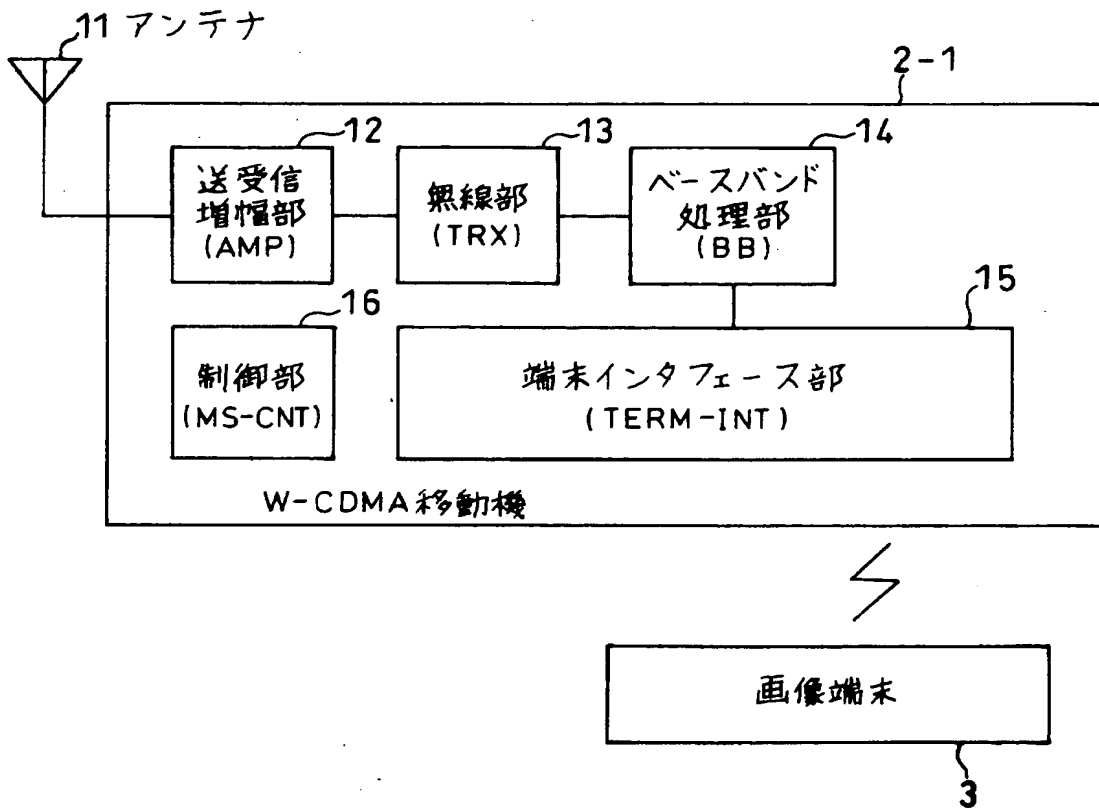 11 アンテナ
2-1
12
送受信
増幅部
(AMP)
13
無線部
(TRX)
14
ベースバンド
処理部
(BB)
16
制御部
(MS-CNT)
15
端末インタフェース部
(TERM-INT)
W-CDMA移動機
画像端末
3